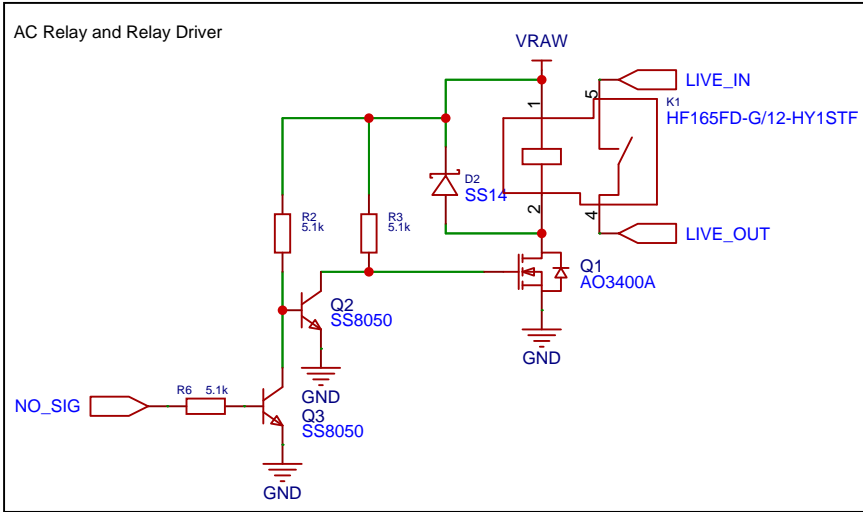 AC Relay and Relay Driver
VRAW
LIVE_IN
5
K1
1
HF165FD-G/12-HY1STF
D2
SS14
R2
5.1k
R3
5.1k
2
4
LIVE_OUT
Q1
AO3400A
Q2
SS8050
GND
R6 5.1k
GND
NO_SIG
Q3
SS8050
GND